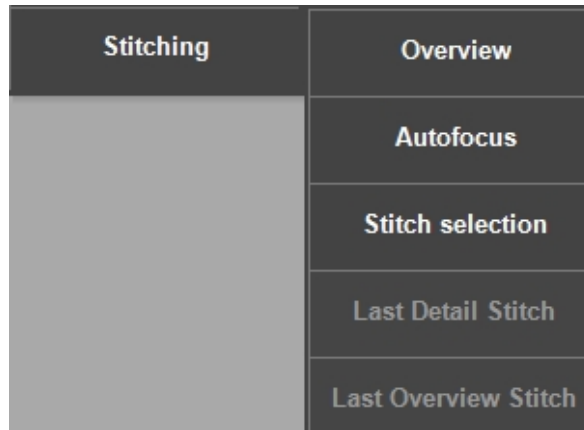 Stitching
Overview
Autofocus
Stitch selection
Last Detail Stitch
Last Overview Stitch